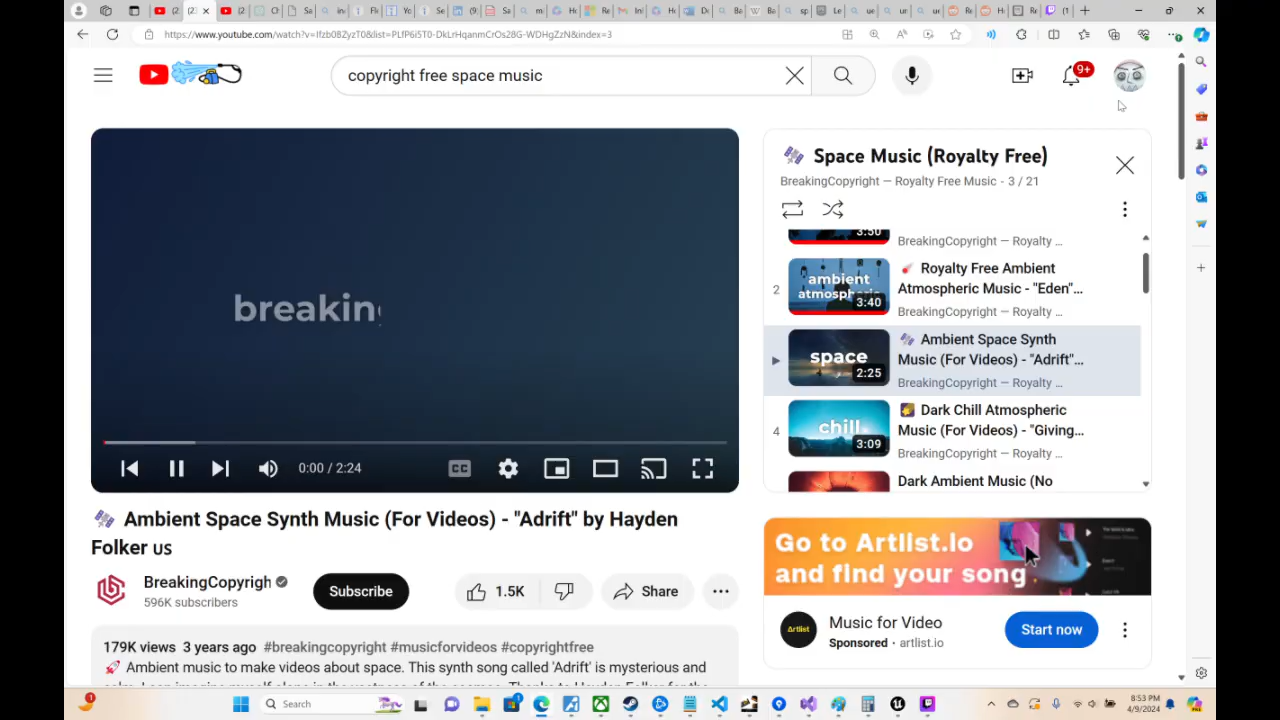 https://www.youtube.com/watch?v=Ifzb0BZyzT0&list=PLfP6i5T0-DkLrHqanmCrOs28G-WDHgZzN&index=3
copyright free space music
9+
breakin
Space Music (Royalty Free)
BreakingCopyright — Royalty Free Music - 3 / 21
3:50
BreakingCopyright — Royalty ...
2
ambient
atmospheric
3:40
Royalty Free Ambient
Atmospheric Music - "Eden"...
BreakingCopyright — Royalty ...
space
2:25
Ambient Space Synth
Music (For Videos) - "Adrift"...
BreakingCopyright — Royalty ...
4
chill
3:09
Dark Chill Atmospheric
Music (For Videos) - "Giving...
BreakingCopyright — Royalty ...
Dark Ambient Music (No
0:00 / 2:24
CC
Ambient Space Synth Music (For Videos) - "Adrift" by Hayden
Folker US
BreakingCopyrigh
596K subscribers
Subscribe
1.5K
Share
Go to Artlist.io
and find your song
Artlist
Music for Video
Sponsored · artlist.io
Start now
179K views 3 years ago #breakingcopyright #musicforvideos #copyrightfree
Ambient music to make videos about space. This synth song called 'Adrift' is mysterious and
1
Search
8:53 PM
4/9/2024